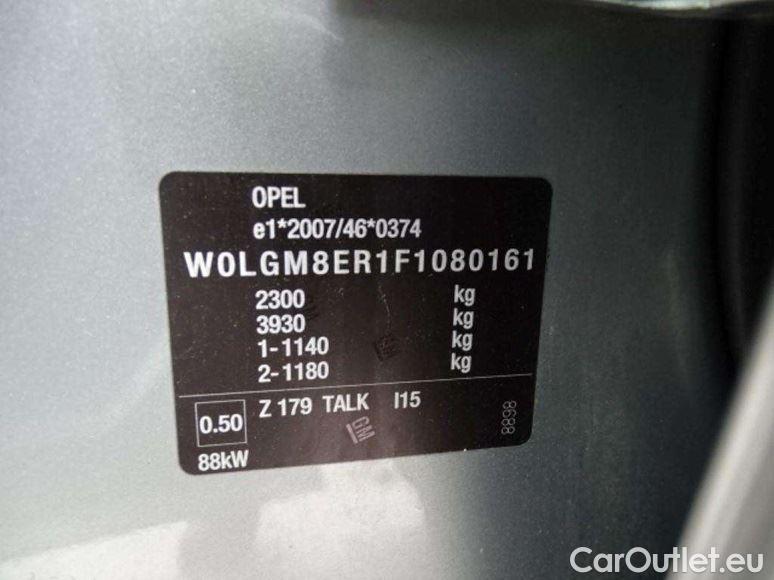 OPEL
e1*2007/46*0374
W0LGM8ER1F1080161
2300 kg
3930 kg
1-1140 kg
2-1180 kg
0.50 Z 179 TALK I15
GM
88kW
8898
CarOutlet.eu